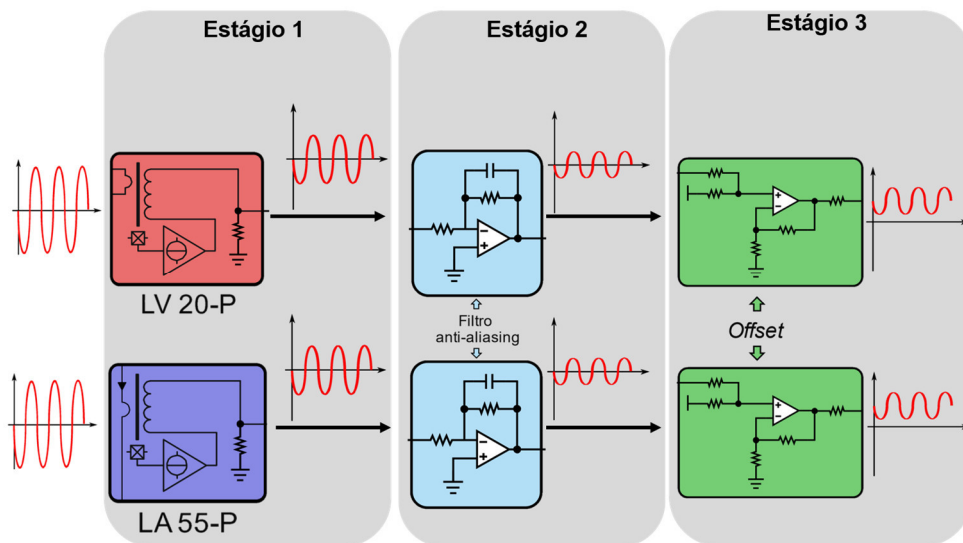 Estágio 1
Estágio 2
Estágio 3
LV 20-P
Filtro
anti-aliasing
Offset
LA 55-P